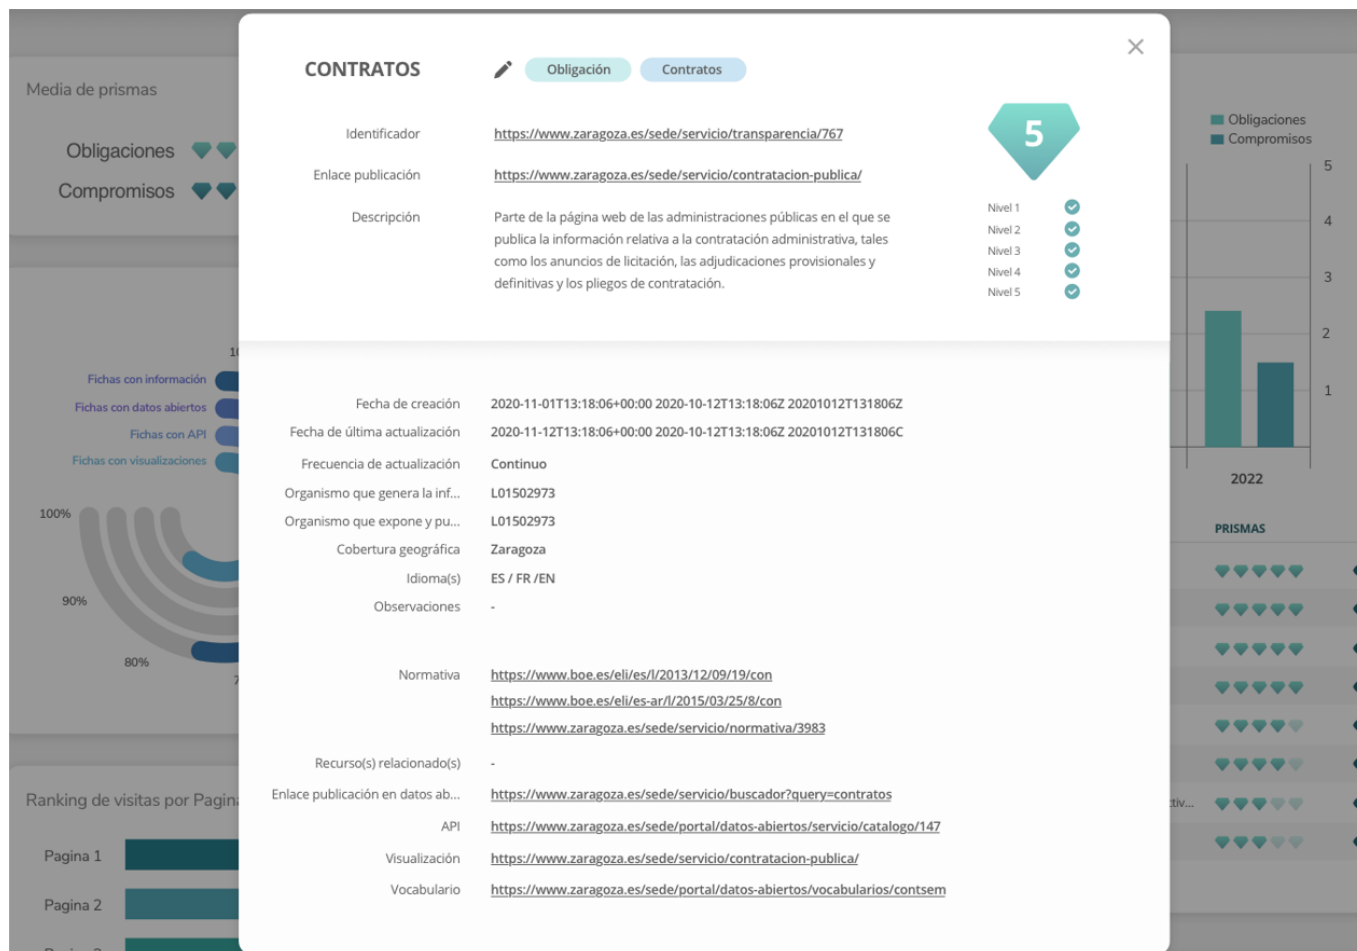 CONTRATOS
Obligación
Contratos
Identificador
https://www.zaragoza.es/sede/servicio/transparencia/767
Enlace publicación
https://www.zaragoza.es/sede/servicio/contratacion-publica/
Descripción
Parte de la página web de las administraciones públicas en el que se
publica la información relativa a la contratación administrativa, tales
como los anuncios de licitación, las adjudicaciones provisionales y
definitivas y los pliegos de contratación.
5
Nivel 1
Nivel 2
Nivel 3
Nivel 4
Nivel 5
Fecha de creación 2020-11-01T13:18:06+00:00 2020-10-12T13:18:06Z 20201012T131806Z
Fecha de última actualización 2020-11-12T13:18:06+00:00 2020-10-12T13:18:06Z 20201012T131806C
Frecuencia de actualización Continuo
Organismo que genera la inf... L01502973
Organismo que expone y pu... L01502973
Cobertura geográfica Zaragoza
Idioma(s) ES / FR /EN
Observaciones -
Normativa https://www.boe.es/eli/es/l/2013/12/09/19/con
https://www.boe.es/eli/es-ar/l/2015/03/25/8/con
https://www.zaragoza.es/sede/servicio/normativa/3983
Recurso(s) relacionado(s) -
Enlace publicación en datos ab... https://www.zaragoza.es/sede/servicio/buscador?query=contratos
API https://www.zaragoza.es/sede/portal/datos-abiertos/servicio/catalogo/147
Visualización https://www.zaragoza.es/sede/servicio/contratacion-publica/
Vocabulario https://www.zaragoza.es/sede/portal/datos-abiertos/vocabularios/contsem
Media de prismas
Obligaciones
Compromisos
Fichas con información
Fichas con datos abiertos
Fichas con API
Fichas con visualizaciones
100%
90%
80%
Ranking de visitas por
Pagina 1
Pagina 2
Obligaciones
Compromisos
5
4
3
2
1
2022
PRISMAS